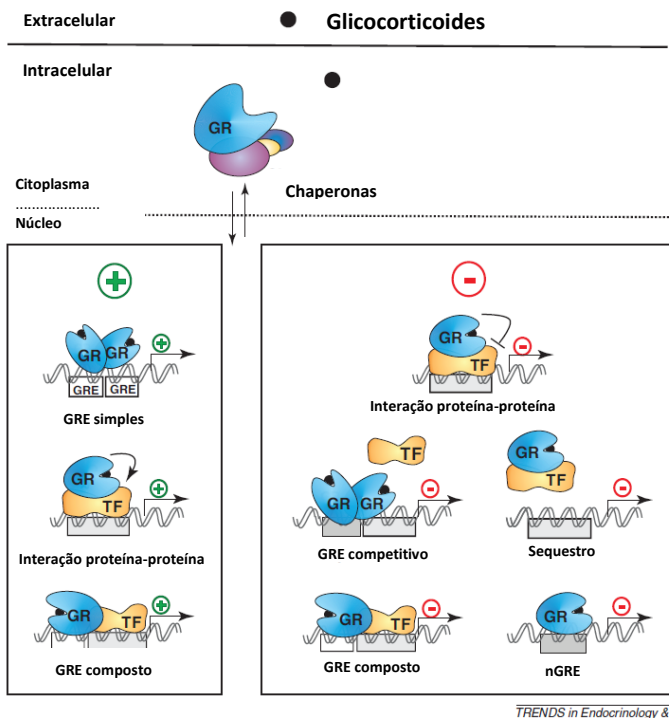 Extracelular
Glicocorticoides
Intracelular
GR
Citoplasma
Chaperonas
Núcleo
+
-
GR
GR
+
GRE
GRE
GRE simples
GR
TF
+
Interação proteína-proteína
GR
TF
+
GRE composto
GR
TF
-
Interação proteína-proteína
TF
GR
GR
-
GRE competitivo
GR
TF
-
Sequestro
GR
TF
-
GRE composto
GR
-
nGRE
TRENDS in Endocrinology &